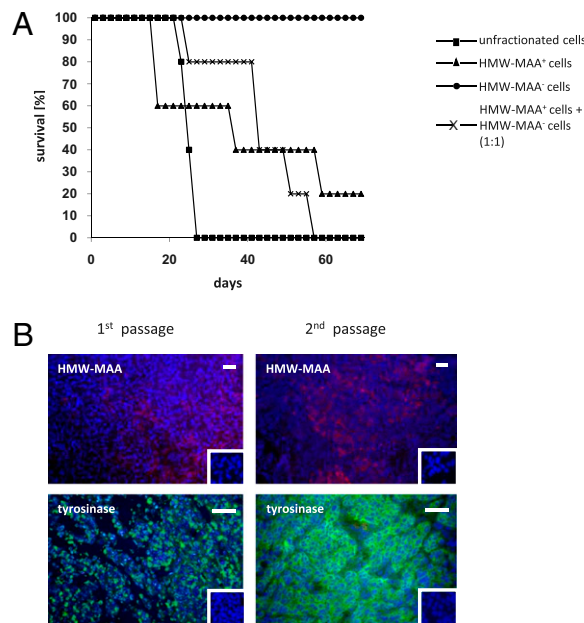 A
survival [%]
100
90
80
70
60
50
40
30
20
10
0
0
20
40
60
days
unfractionated cells
HMW-MAA⁺ cells
HMW-MAA⁻ cells
HMW-MAA⁺ cells +
HMW-MAA⁻ cells
(1:1)
B
1st passage
2nd passage
HMW-MAA
HMW-MAA
tyrosinase
tyrosinase